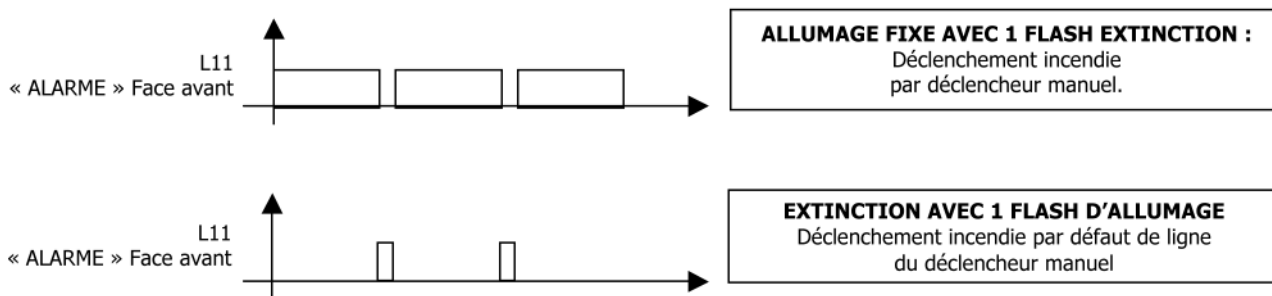 L11
« ALARME » Face avant
ALLUMAGE FIXE AVEC 1 FLASH EXTINCTION :
Déclenchement incendie
par déclencheur manuel.
L11
« ALARME » Face avant
EXTINCTION AVEC 1 FLASH D’ALLUMAGE
Déclenchement incendie par défaut de ligne
du déclencheur manuel